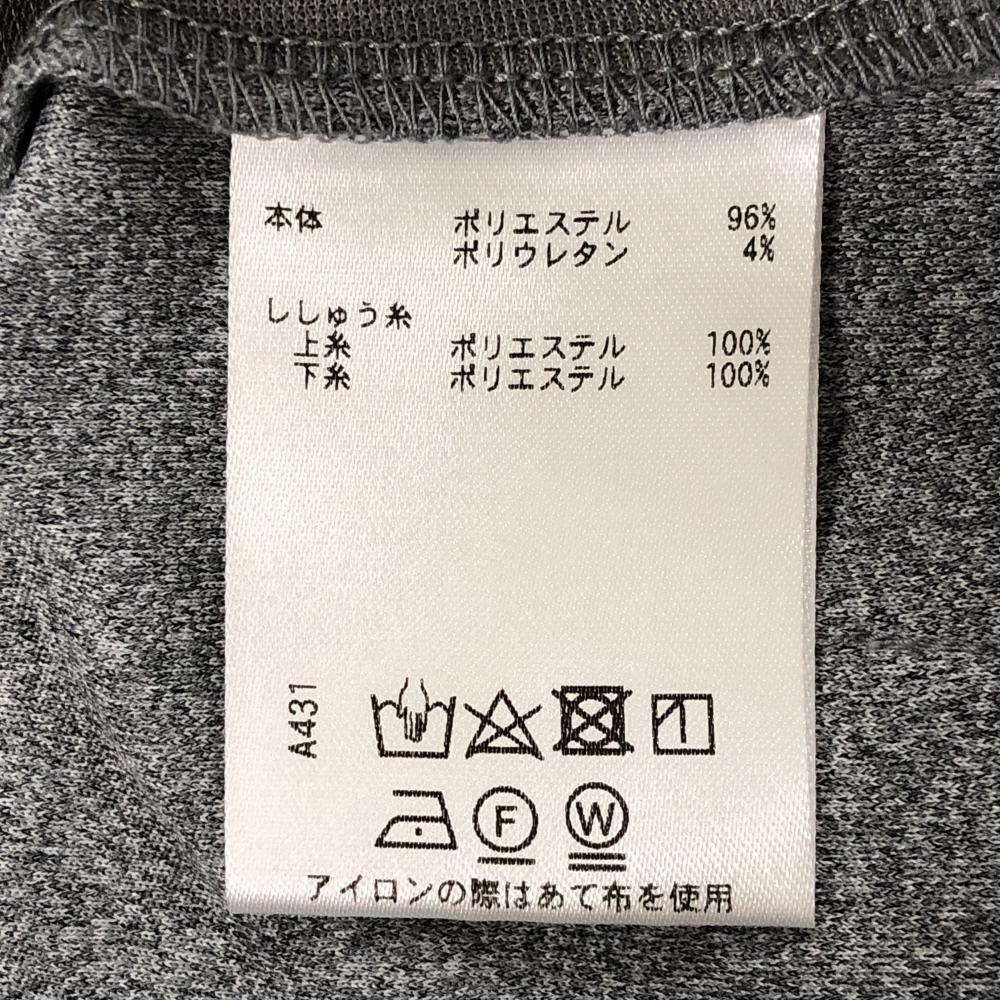 本体 ポリエステル 96%
ポリウレタン 4%
ししゅう糸
上糸 ポリエステル 100%
下糸 ポリエステル 100%
A431
F W
アイロンの際はあて布を使用